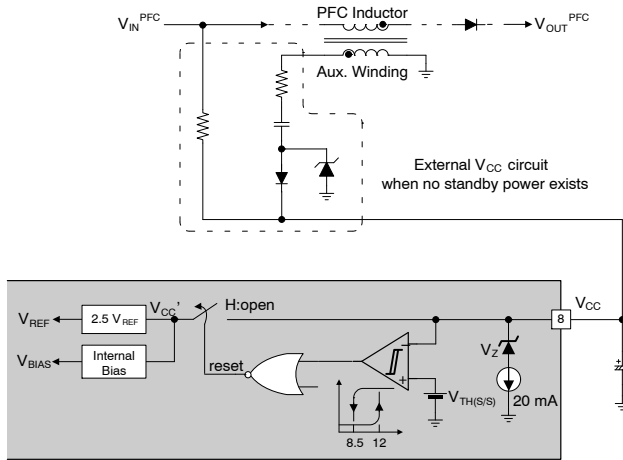 PFC Inductor
V_IN^PFC
V_OUT^PFC
Aux. Winding
External V_CC circuit
when no standby power exists
H:open
V_CC
V_REF
2.5 V_REF
V_CC'
8
V_BIAS
Internal
Bias
reset
V_Z
V_TH(S/S)
20 mA
8.5 12